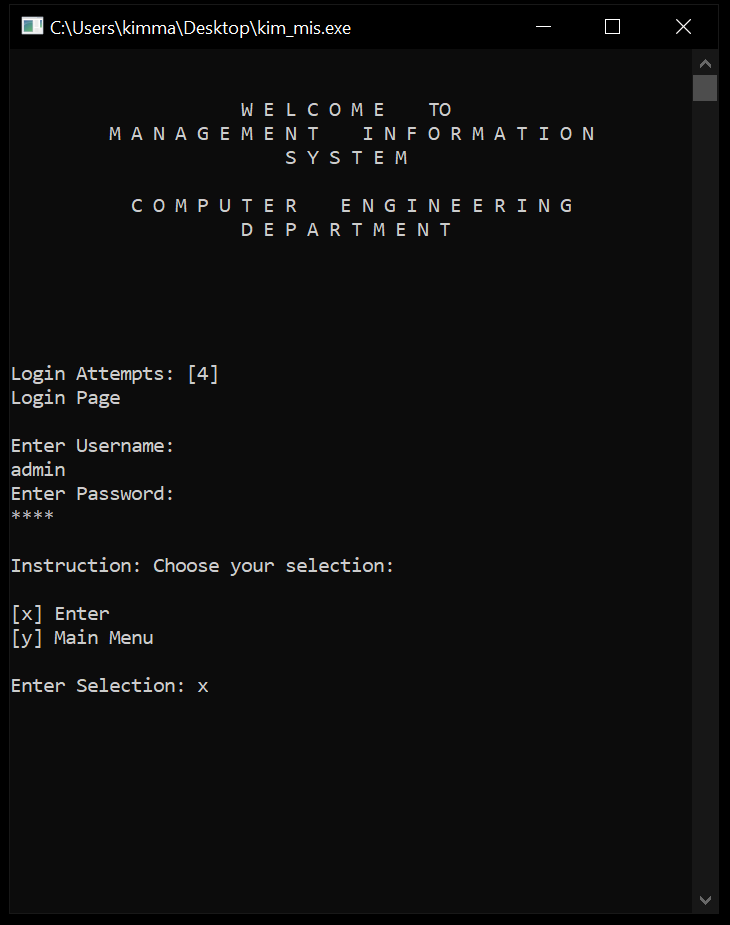 C:\Users\kimma\Desktop\kim_mis.exe
W E L C O M E   TO
M A N A G E M E N T   I N F O R M A T I O N
S Y S T E M
C O M P U T E R   E N G I N E E R I N G
D E P A R T M E N T
Login Attempts: [4]
Login Page
Enter Username:
admin
Enter Password:
****
Instruction: Choose your selection:
[x] Enter
[y] Main Menu
Enter Selection: x